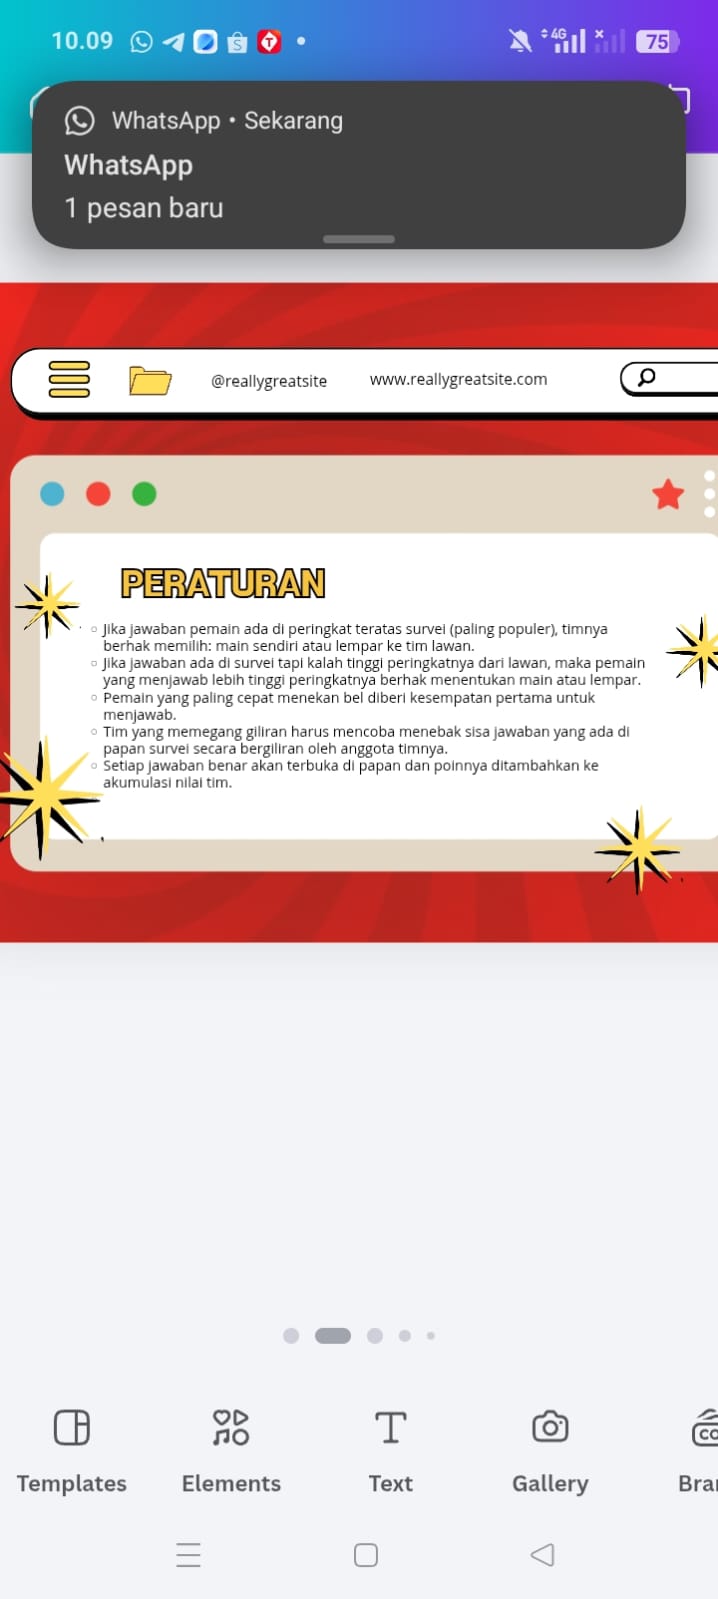 10.09
4G
75
WhatsApp • Sekarang
WhatsApp
1 pesan baru
@reallygreatsite
www.reallygreatsite.com
PERATURAN
Jika jawaban pemain ada di peringkat teratas survei (paling populer), timnya
berhak memilih: main sendiri atau lempar ke tim lawan.
Jika jawaban ada di survei tapi kalah tinggi peringkatnya dari lawan, maka pemain
yang menjawab lebih tinggi peringkatnya berhak menentukan main atau lempar.
Pemain yang paling cepat menekan bel diberi kesempatan pertama untuk
menjawab.
Tim yang memegang giliran harus mencoba menebak sisa jawaban yang ada di
papan survei secara bergiliran oleh anggota timnya.
Setiap jawaban benar akan terbuka di papan dan poinnya ditambahkan ke
akumulasi nilai tim.
Templates
Elements
Text
Gallery